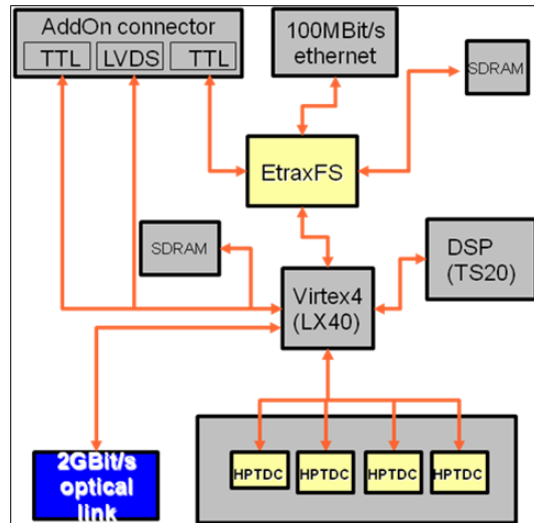 AddOn connector
TTL LVDS TTL
100MBit/s
ethernet
SDRAM
EtraxFS
SDRAM
DSP
(TS20)
Virtex4
(LX40)
2GBit/s
optical
link
HPTDC HPTDC HPTDC HPTDC